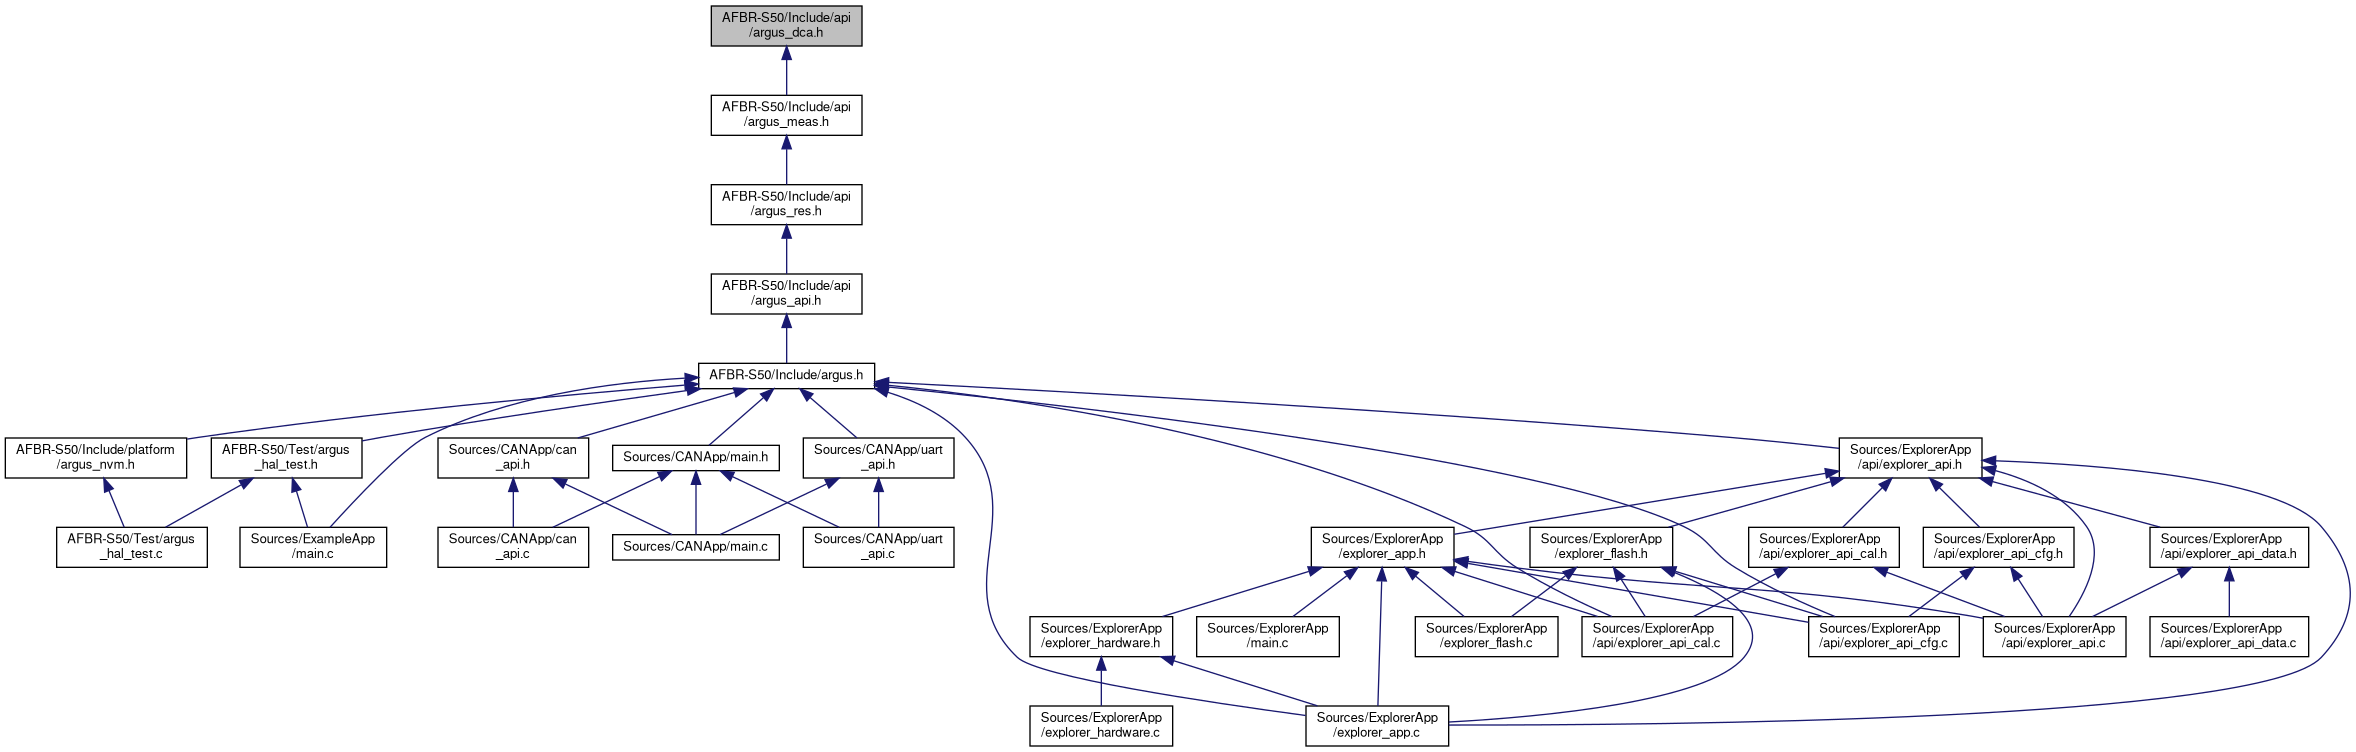 AFBR-S50/Include/api
/argus_dca.h
AFBR-S50/Include/api
/argus_meas.h
AFBR-S50/Include/api
/argus_res.h
AFBR-S50/Include/api
/argus_api.h
AFBR-S50/Include/argus.h
AFBR-S50/Include/platform
/argus_nvm.h
AFBR-S50/Test/argus
_hal_test.h
Sources/CANApp/can
_api.h
Sources/CANApp/main.h
Sources/CANApp/uart
_api.h
Sources/ExplorerApp
/api/explorer_api.h
AFBR-S50/Test/argus
_hal_test.c
Sources/ExampleApp
/main.c
Sources/CANApp/can
_api.c
Sources/CANApp/main.c
Sources/CANApp/uart
_api.c
Sources/ExplorerApp
/explorer_app.h
Sources/ExplorerApp
/explorer_flash.h
Sources/ExplorerApp
/api/explorer_api_cal.h
Sources/ExplorerApp
/api/explorer_api_cfg.h
Sources/ExplorerApp
/api/explorer_api_data.h
Sources/ExplorerApp
/explorer_hardware.h
Sources/ExplorerApp
/main.c
Sources/ExplorerApp
/explorer_flash.c
Sources/ExplorerApp
/api/explorer_api_cal.c
Sources/ExplorerApp
/api/explorer_api_cfg.c
Sources/ExplorerApp
/api/explorer_api.c
Sources/ExplorerApp
/api/explorer_api_data.c
Sources/ExplorerApp
/explorer_hardware.c
Sources/ExplorerApp
/explorer_app.c